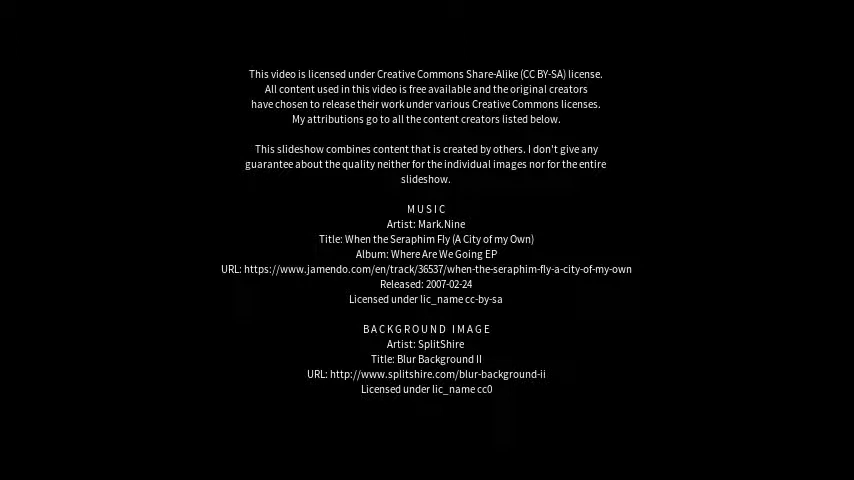 This video is licensed under Creative Commons Share-Alike (CC BY-SA) license.
All content used in this video is free available and the original creators
have chosen to release their work under various Creative Commons licenses.
My attributions go to all the content creators listed below.
This slideshow combines content that is created by others. I don't give any
guarantee about the quality neither for the individual images nor for the entire
slideshow.
MUSIC
Artist: Mark.Nine
Title: When the Seraphim Fly (A City of my Own)
Album: Where Are We Going EP
URL: https://www.jamendo.com/en/track/36537/when-the-seraphim-fly-a-city-of-my-own
Released: 2007-02-24
Licensed under lic_name cc-by-sa
BACKGROUND IMAGE
Artist: SplitShire
Title: Blur Background II
URL: http://www.splitshire.com/blur-background-ii
Licensed under lic_name cc0